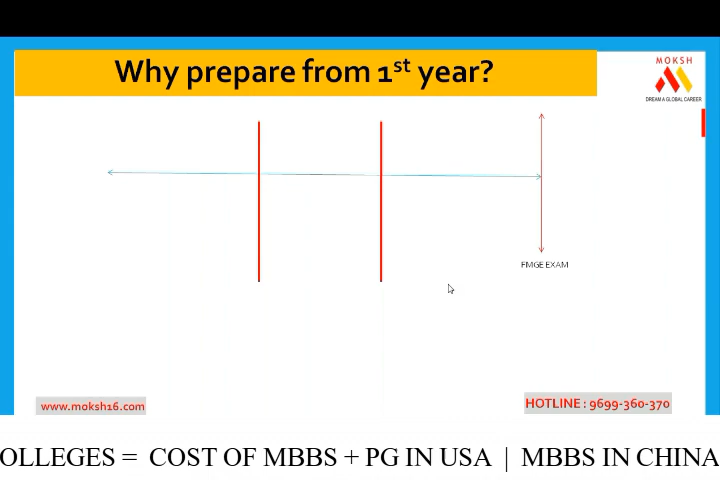 Why prepare from 1st year?
MOKSH
DREAM A GLOBAL CAREER
FMGE EXAM
www.moksh16.com
HOTLINE : 9699-360-370
OLLEGES = COST OF MBBS + PG IN USA | MBBS IN CHINA